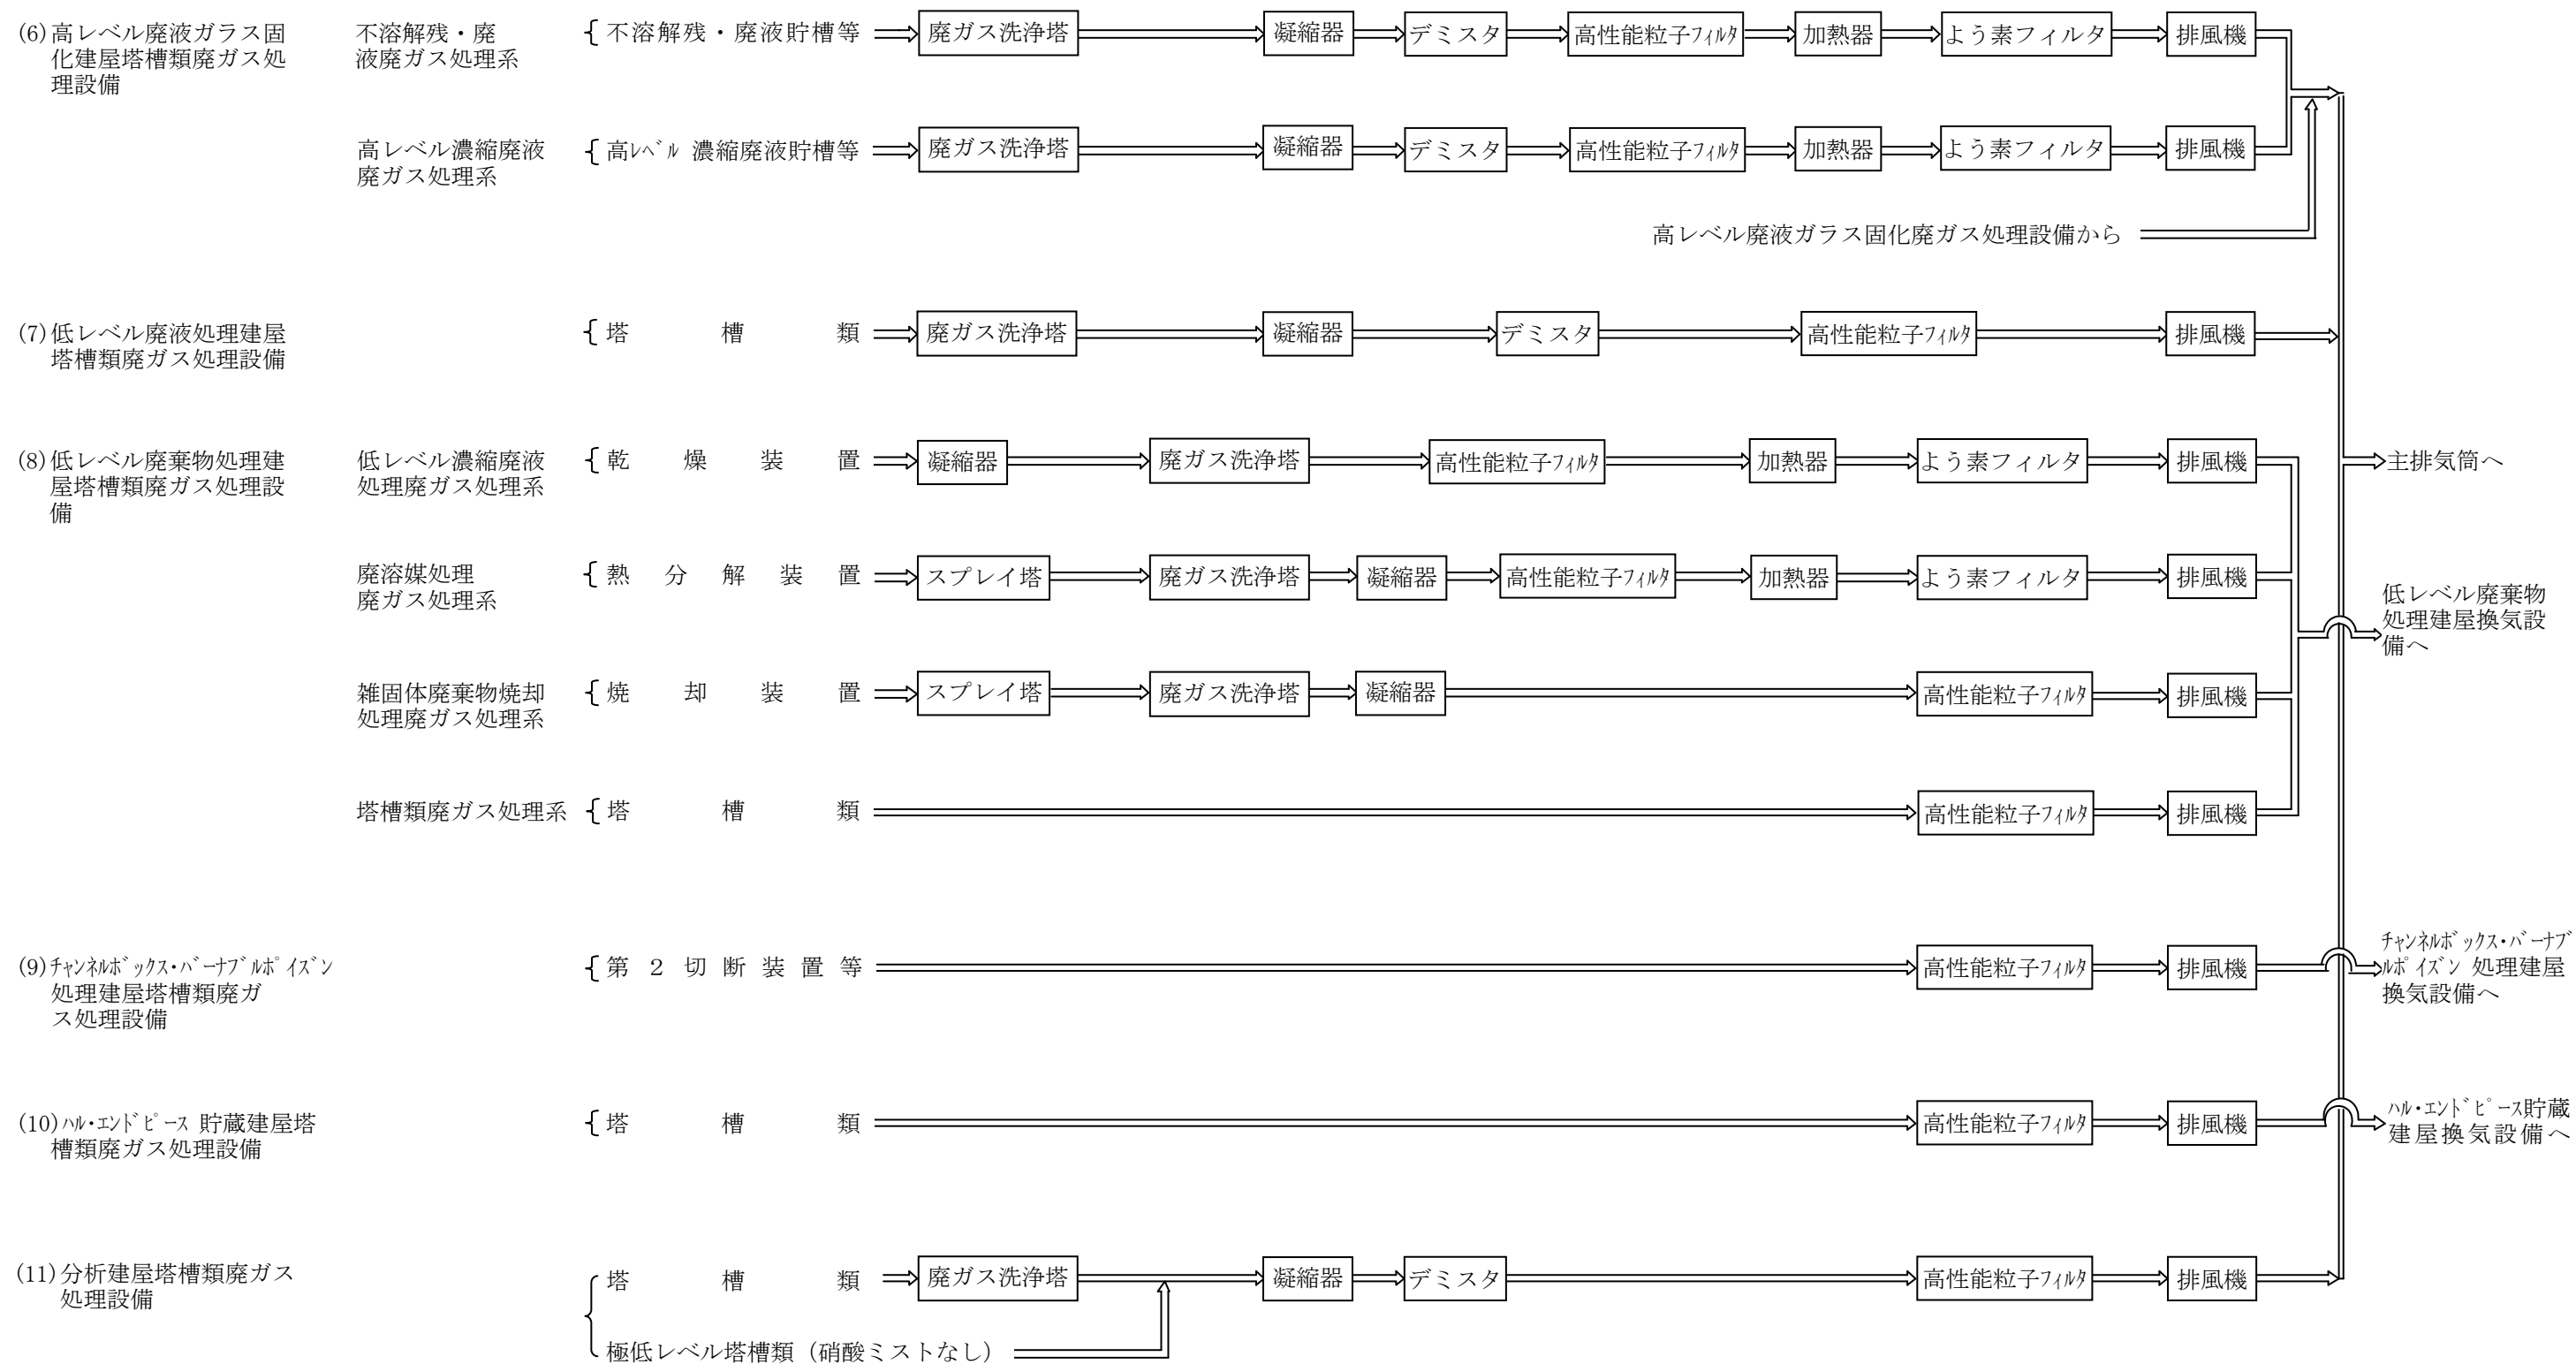 (6)高レベル廃液ガラス固
化建屋塔槽類廃ガス処
理設備
不溶解残・廃
液廃ガス処理系
不溶解残・廃液貯槽等
廃ガス洗浄塔
凝縮器
デミスタ
高性能粒子ﾌｨﾙﾀ
加熱器
よう素フィルタ
排風機
高レベル濃縮廃液
廃ガス処理系
高ﾚﾍﾞﾙ 濃縮廃液貯槽等
廃ガス洗浄塔
凝縮器
デミスタ
高性能粒子ﾌｨﾙﾀ
加熱器
よう素フィルタ
排風機
高レベル廃液ガラス固化廃ガス処理設備から
(7)低レベル廃液処理建屋
塔槽類廃ガス処理設備
塔槽類
廃ガス洗浄塔
凝縮器
デミスタ
高性能粒子ﾌｨﾙﾀ
排風機
(8)低レベル廃棄物処理建
屋塔槽類廃ガス処理設
備
低レベル濃縮廃液
処理廃ガス処理系
乾燥装置
凝縮器
廃ガス洗浄塔
高性能粒子ﾌｨﾙﾀ
加熱器
よう素フィルタ
排風機
主排気筒へ
廃溶媒処理
廃ガス処理系
熱分解装置
スプレイ塔
廃ガス洗浄塔
凝縮器
高性能粒子ﾌｨﾙﾀ
加熱器
よう素フィルタ
排風機
低レベル廃棄物
処理建屋換気設
備へ
雑固体廃棄物焼却
処理廃ガス処理系
焼却装置
スプレイ塔
廃ガス洗浄塔
凝縮器
高性能粒子ﾌｨﾙﾀ
排風機
塔槽類廃ガス処理系
塔槽類
高性能粒子ﾌｨﾙﾀ
排風機
(9)ﾁｬﾝﾈﾙﾎﾞｯｸｽ･ﾊﾞｰﾅﾌﾞﾙﾎﾟｲｽﾞﾝ
処理建屋塔槽類廃ガ
ス処理設備
第２切断装置等
高性能粒子ﾌｨﾙﾀ
排風機
ﾁｬﾝﾈﾙﾎﾞｯｸｽ･ﾊﾞｰﾅﾌﾞ
ﾙﾎﾟｲｽﾞﾝ 処理建屋
換気設備へ
(10)ﾊﾙ･ｴﾝﾄﾞﾋﾟｰｽ 貯蔵建屋塔
槽類廃ガス処理設備
塔槽類
高性能粒子ﾌｨﾙﾀ
排風機
ﾊﾙ･ｴﾝﾄﾞﾋﾟｰｽ貯蔵
建屋換気設備へ
(11)分析建屋塔槽類廃ガス
処理設備
塔槽類
廃ガス洗浄塔
凝縮器
デミスタ
高性能粒子ﾌｨﾙﾀ
排風機
極低レベル塔槽類（硝酸ミストなし）